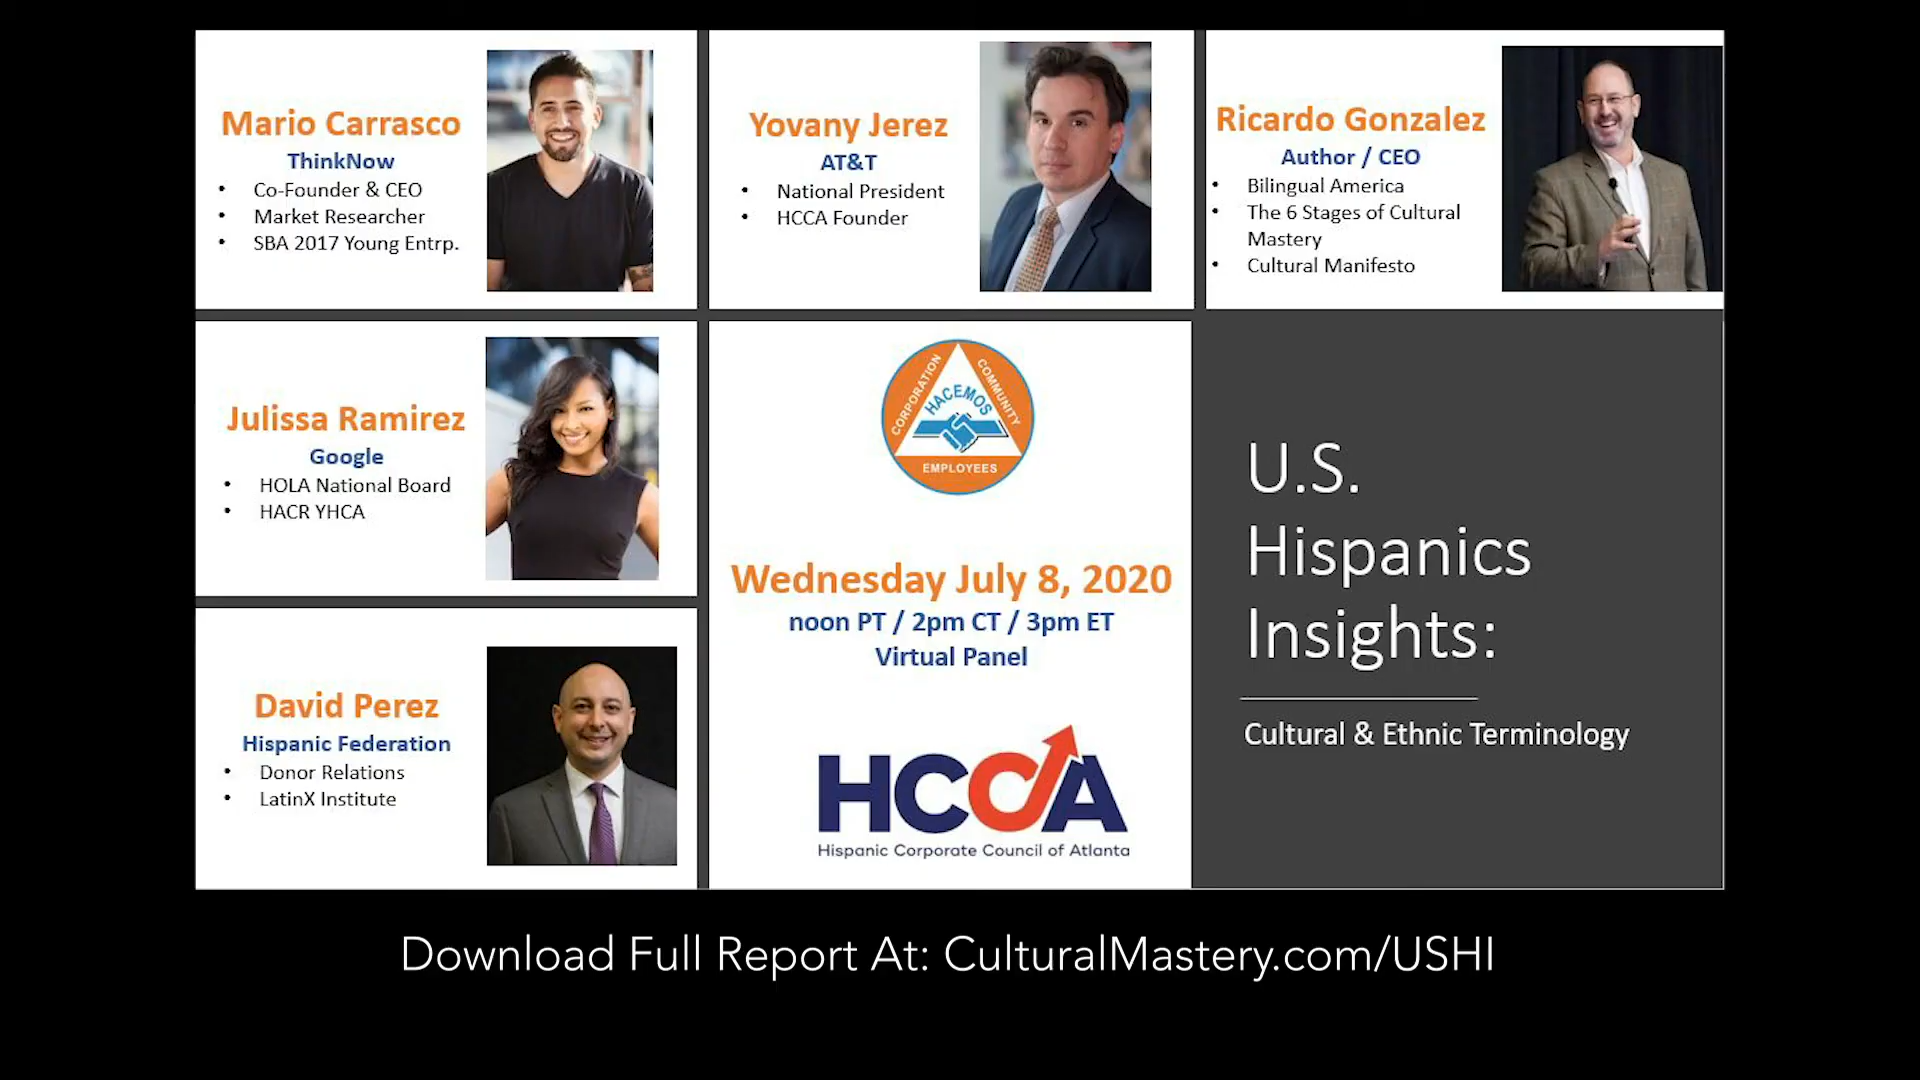 Mario Carrasco
ThinkNow
• Co-Founder & CEO
• Market Researcher
• SBA 2017 Young Entrp.
Yovany Jerez
AT&T
• National President
• HCCA Founder
Ricardo Gonzalez
Author / CEO
• Bilingual America
• The 6 Stages of Cultural
Mastery
• Cultural Manifesto
Julissa Ramirez
Google
• HOLA National Board
• HACR YHCA
CORPORATION
COMMUNITY
HACEMOS
EMPLOYEES
Wednesday July 8, 2020
noon PT / 2pm CT / 3pm ET
Virtual Panel
U.S.
Hispanics
Insights:
Cultural & Ethnic Terminology
David Perez
Hispanic Federation
• Donor Relations
• LatinX Institute
HCCA
Hispanic Corporate Council of Atlanta
Download Full Report At: CulturalMastery.com/USHI